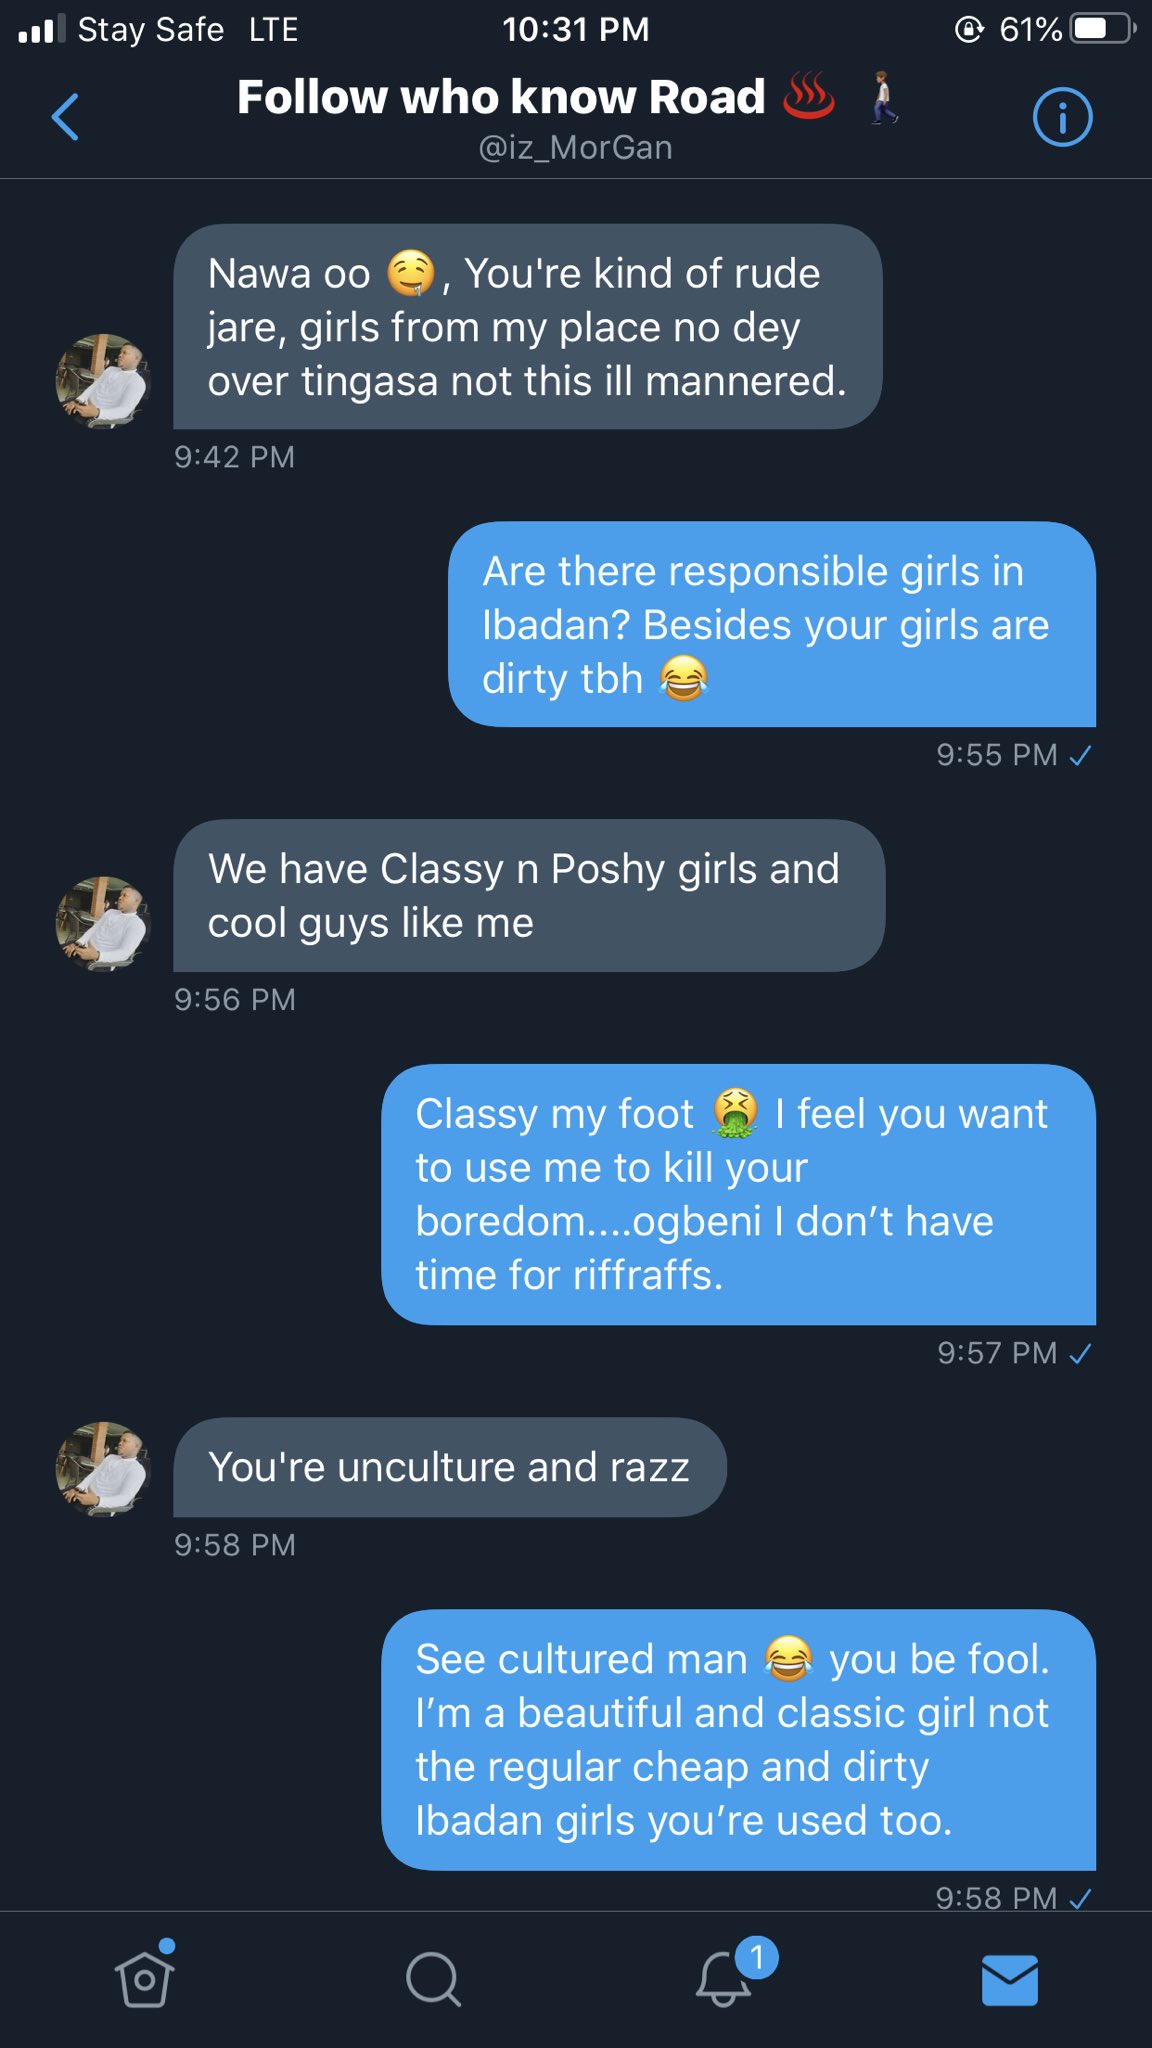 Stay Safe LTE 10:31 PM 61%
Follow who know Road ♨️ 🚶🏽
@iz_MorGan
Nawa oo 🤤, You're kind of rude
jare, girls from my place no dey
over tingasa not this ill mannered.
9:42 PM
Are there responsible girls in
Ibadan? Besides your girls are
dirty tbh 😂
9:55 PM ✓
We have Classy n Poshy girls and
cool guys like me
9:56 PM
Classy my foot 🤮 I feel you want
to use me to kill your
boredom....ogbeni I don’t have
time for riffraffs.
9:57 PM ✓
You're unculture and razz
9:58 PM
See cultured man 😂 you be fool.
I’m a beautiful and classic girl not
the regular cheap and dirty
Ibadan girls you’re used too.
9:58 PM ✓
1